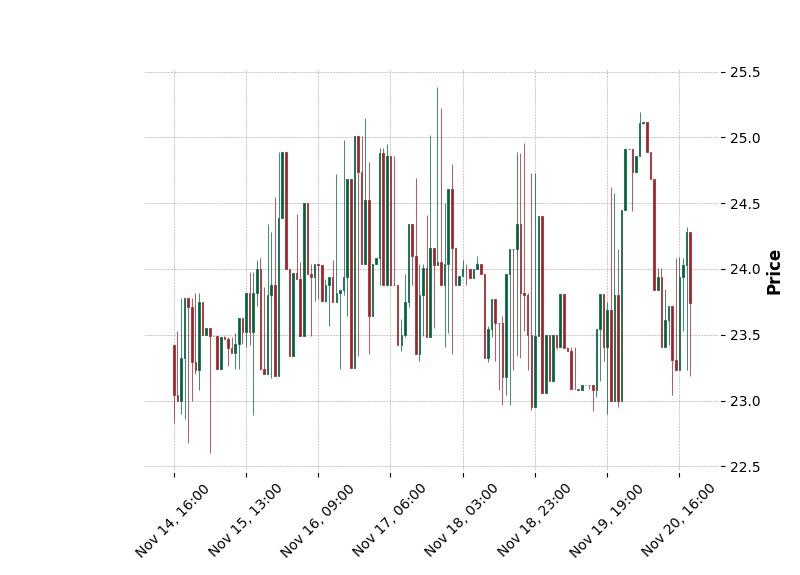 25.5
25.0
24.5
24.0
23.5
23.0
22.5
Price
Nov 14, 16:00
Nov 15, 13:00
Nov 16, 09:00
Nov 17, 06:00
Nov 18, 03:00
Nov 18, 23:00
Nov 19, 19:00
Nov 20, 16:00